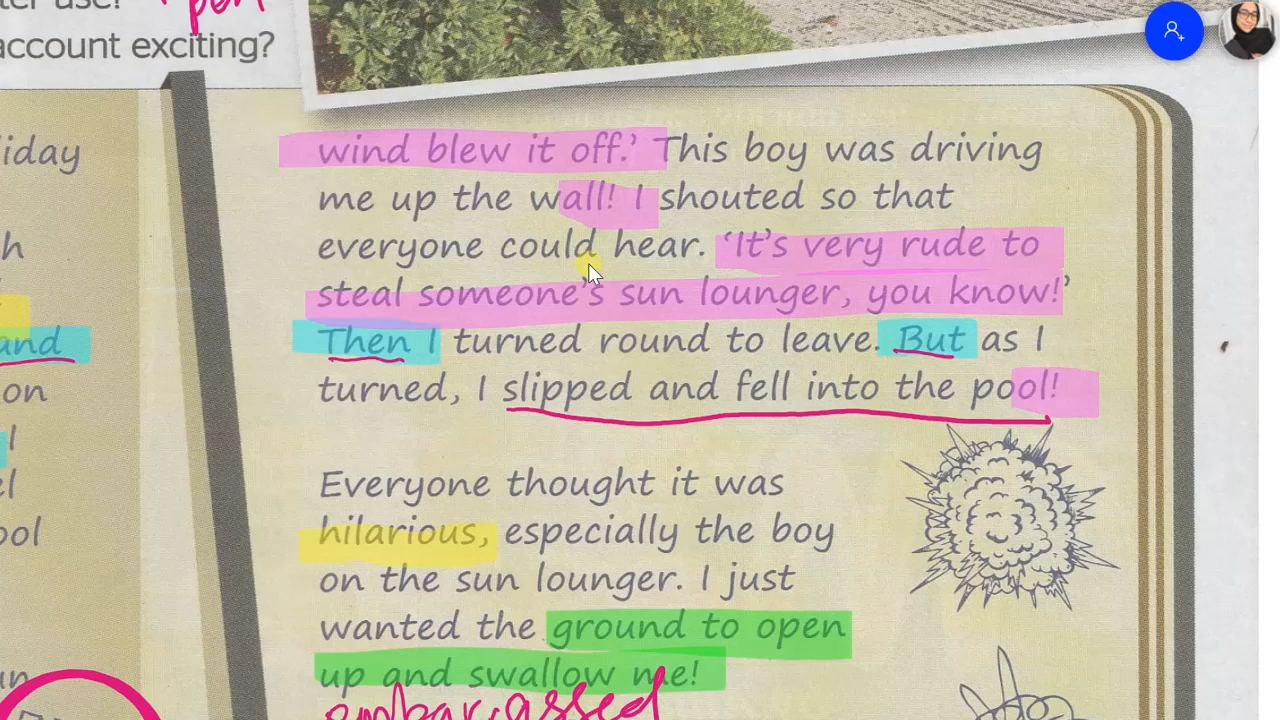 account exciting?
iday
h
and
on
I
el
ool
wind blew it off.’ This boy was driving
me up the wall! I shouted so that
everyone could hear. ‘It’s very rude to
steal someone’s sun lounger, you know!’
Then I turned round to leave. But as I
turned, I slipped and fell into the pool!
Everyone thought it was
hilarious, especially the boy
on the sun lounger. I just
wanted the ground to open
up and swallow me!
embarrassed